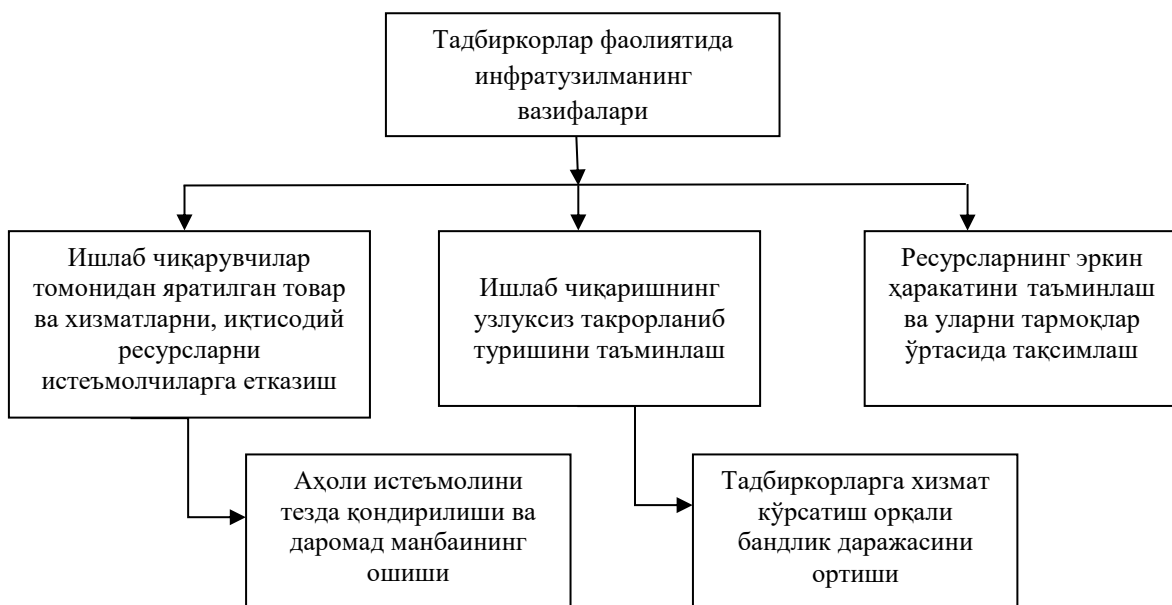 Тадбиркорлар фаолиятида
инфратузилманинг
вазифалари
Ишлаб чиқарувчилар
томонидан яратилган товар
ва хизматларни, иқтисодий
ресурсларни
истеъмолчиларга етказиш
Ишлаб чиқаришнинг
узлуксиз такрорланиб
туришини таъминлаш
Ресурсларнинг эркин
ҳаракатини таъминлаш
ва уларни тармоқлар
ўртасида тақсимлаш
Аҳоли истеъмолини
тезда қондирилиши ва
даромад манбаининг
ошиши
Тадбиркорларга хизмат
кўрсатиш орқали
бандлик даражасини
ортиши